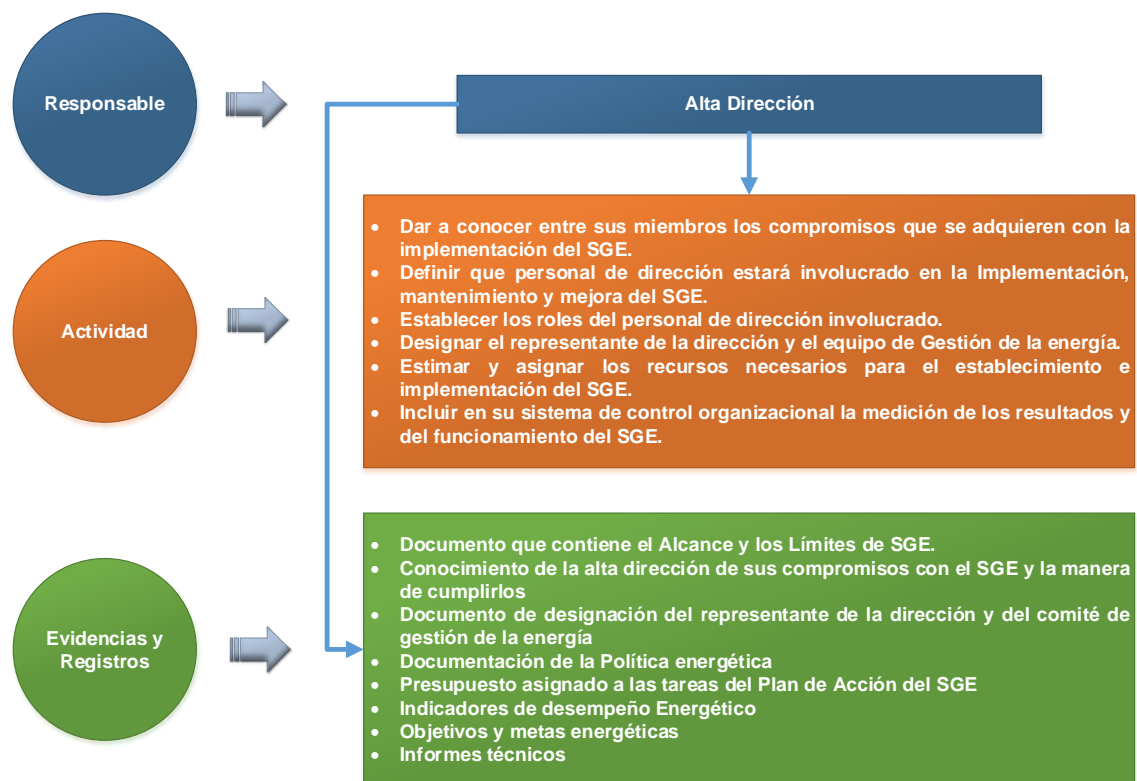 Responsable
Alta Dirección
Actividad
• Dar a conocer entre sus miembros los compromisos que se adquieren con la
implementación del SGE.
• Definir que personal de dirección estará involucrado en la Implementación,
mantenimiento y mejora del SGE.
• Establecer los roles del personal de dirección involucrado.
• Designar el representante de la dirección y el equipo de Gestión de la energía.
• Estimar y asignar los recursos necesarios para el establecimiento e
implementación del SGE.
• Incluir en su sistema de control organizacional la medición de los resultados y
del funcionamiento del SGE.
Evidencias y
Registros
• Documento que contiene el Alcance y los Límites de SGE.
• Conocimiento de la alta dirección de sus compromisos con el SGE y la manera
de cumplirlos
• Documento de designación del representante de la dirección y del comité de
gestión de la energía
• Documentación de la Política energética
• Presupuesto asignado a las tareas del Plan de Acción del SGE
• Indicadores de desempeño Energético
• Objetivos y metas energéticas
• Informes técnicos